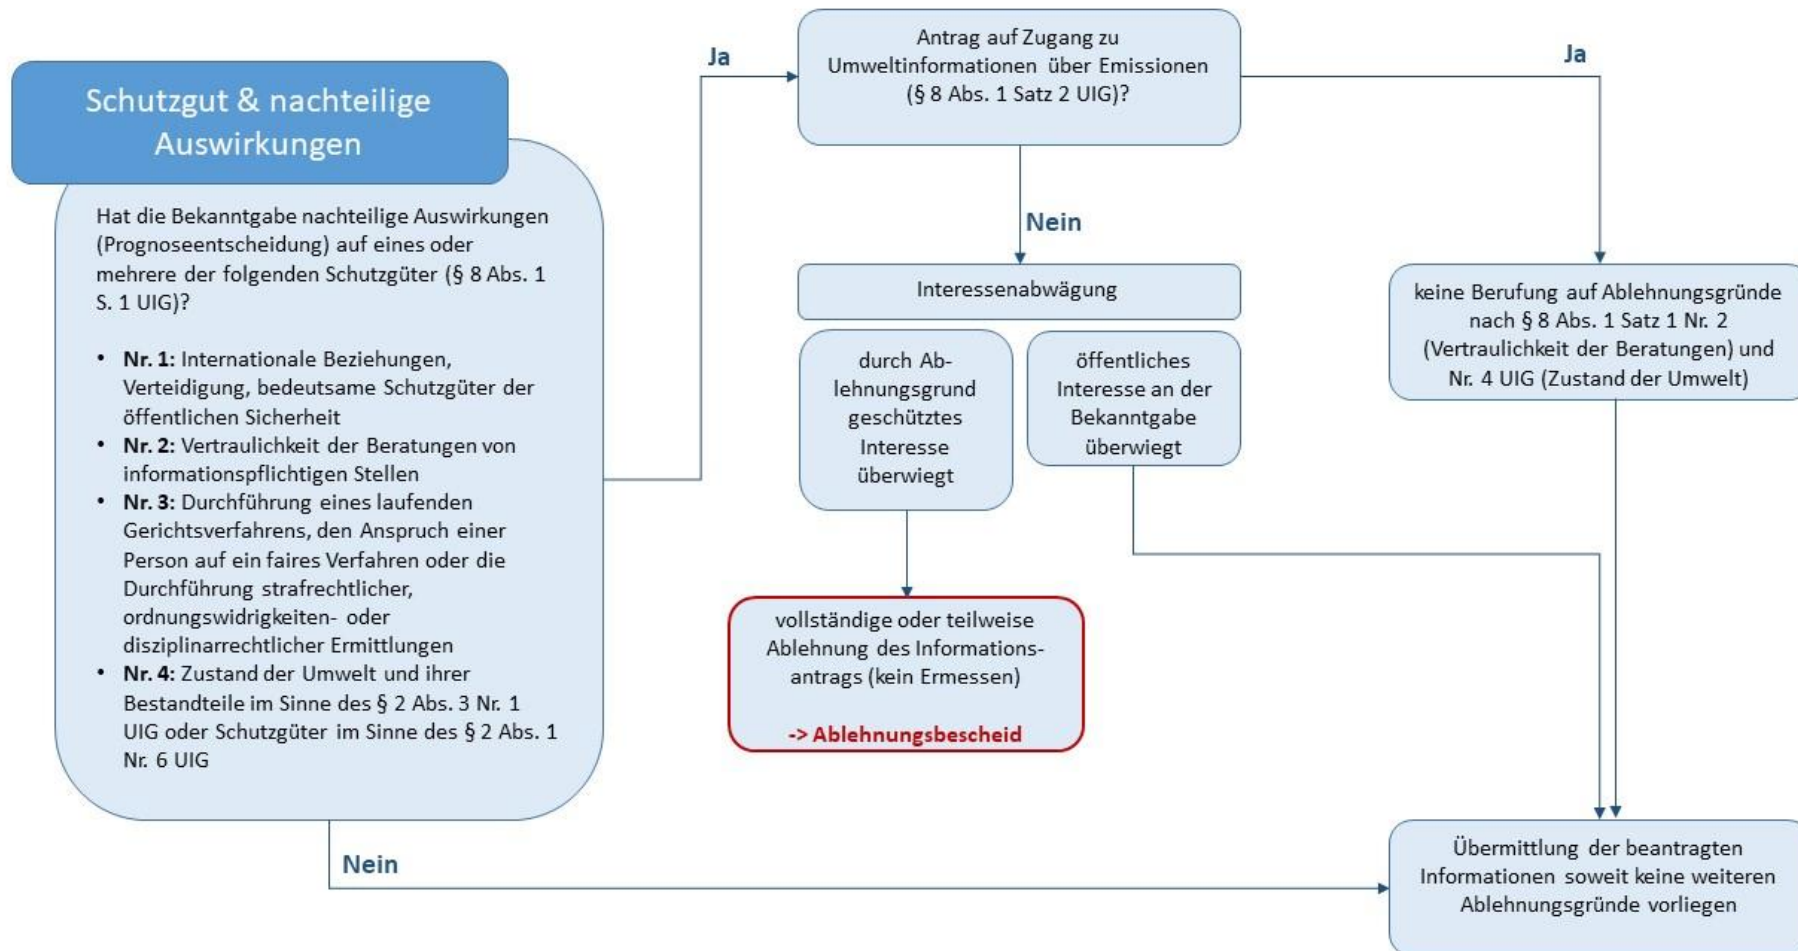 Schutzgut & nachteilige
Auswirkungen
Hat die Bekanntgabe nachteilige Auswirkungen
(Prognoseentscheidung) auf eines oder
mehrere der folgenden Schutzgüter (§ 8 Abs. 1
S. 1 UIG)?
• Nr. 1: Internationale Beziehungen,
Verteidigung, bedeutsame Schutzgüter der
öffentlichen Sicherheit
• Nr. 2: Vertraulichkeit der Beratungen von
informationspflichtigen Stellen
• Nr. 3: Durchführung eines laufenden
Gerichtsverfahrens, den Anspruch einer
Person auf ein faires Verfahren oder die
Durchführung strafrechtlicher,
ordnungswidrigkeiten- oder
disziplinarrechtlicher Ermittlungen
• Nr. 4: Zustand der Umwelt und ihrer
Bestandteile im Sinne des § 2 Abs. 3 Nr. 1
UIG oder Schutzgüter im Sinne des § 2 Abs. 1
Nr. 6 UIG
Ja
Antrag auf Zugang zu
Umweltinformationen über Emissionen
(§ 8 Abs. 1 Satz 2 UIG)?
Ja
Nein
Interessenabwägung
durch Ab-
lehnungsgrund
geschütztes
Interesse
überwiegt
öffentliches
Interesse an der
Bekanntgabe
überwiegt
keine Berufung auf Ablehnungsgründe
nach § 8 Abs. 1 Satz 1 Nr. 2
(Vertraulichkeit der Beratungen) und
Nr. 4 UIG (Zustand der Umwelt)
vollständige oder teilweise
Ablehnung des Informations-
antrags (kein Ermessen)
-> Ablehnungsbescheid
Nein
Übermittlung der beantragten
Informationen soweit keine weiteren
Ablehnungsgründe vorliegen